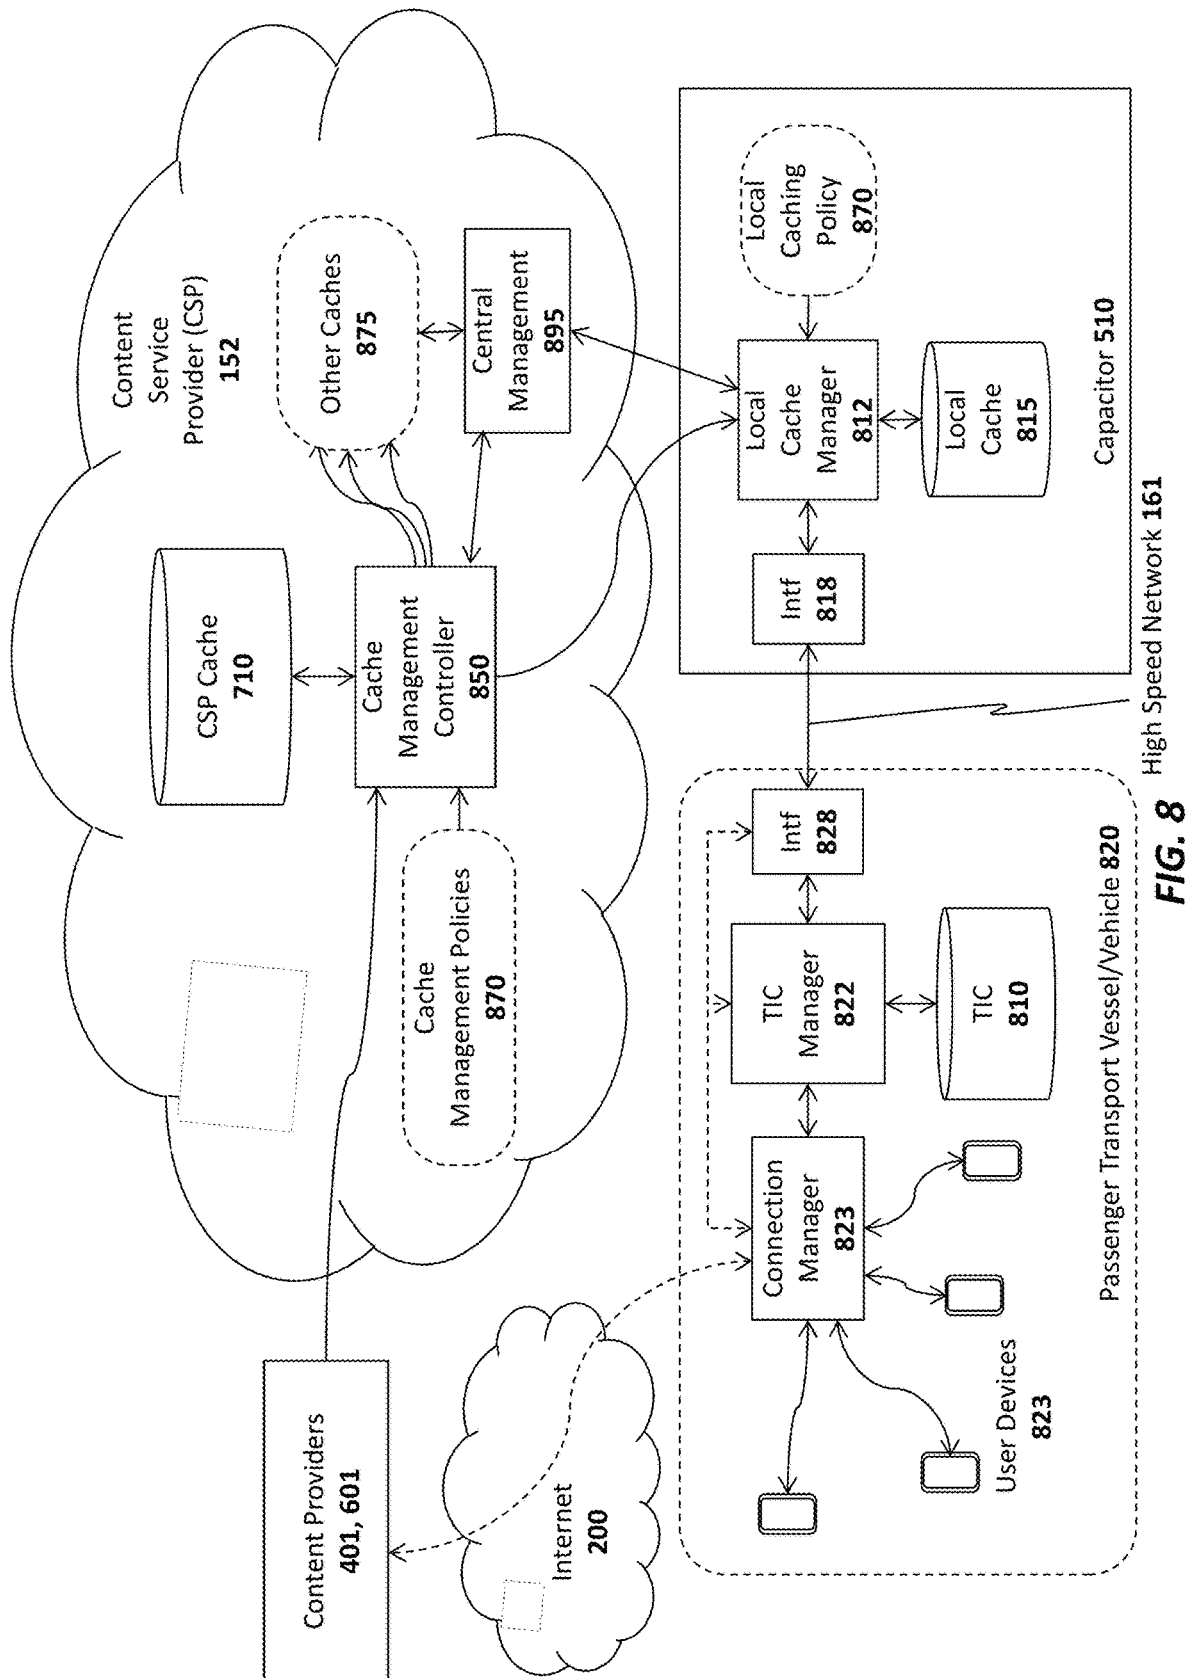 Content Providers
401, 601
Internet
200
Content
Service
Provider (CSP)
152
CSP Cache
710
Other Caches
875
Cache
Management
Controller
850
Central
Management
895
Cache
Management Policies
870
Connection
Manager
823
TIC
Manager
822
Intf
828
TIC
810
User Devices
823
Passenger Transport Vessel/Vehicle 820
High Speed Network 161
Intf
818
Local
Cache
Manager
812
Local
Caching
Policy
870
Local
Cache
815
Capacitor 510
FIG. 8